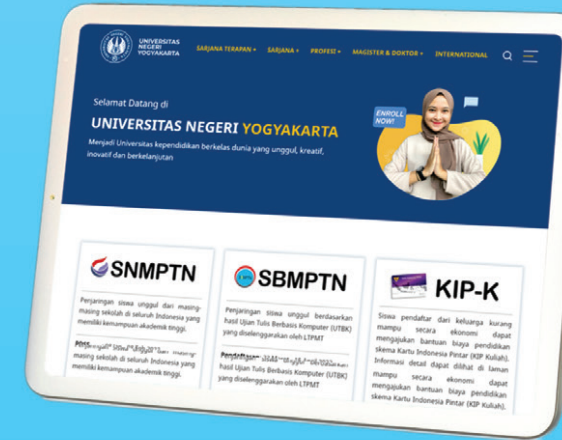 UNIVERSITAS
NEGERI
YOGYAKARTA
SARJANA TERAPAN
SARJANA
PROFESI
MAGISTER & DOKTOR
INTERNATIONAL
Selamat Datang di
UNIVERSITAS NEGERI YOGYAKARTA
Menjadi Universitas kependidikan berkelas dunia yang unggul, kreatif,
inovatif dan berkelanjutan
ENROLL
NOW!
SNMPTN
Penjaringan siswa unggul dari masing-
masing sekolah di seluruh Indonesia yang
memiliki kemampuan akademik tinggi.
masing sekolah di seluruh Indonesia yang
memiliki kemampuan akademik tinggi.
SBMPTN
Penjaringan siswa unggul berdasarkan
hasil Ujian Tulis Berbasis Komputer (UTBK)
yang diselenggarakan oleh LTPMT
hasil Ujian Tulis Berbasis Komputer (UTBK)
yang diselenggarakan oleh LTPMT
KIP-K
Siswa pendaftar dari keluarga kurang
mampu secara ekonomi dapat
mengajukan bantuan biaya pendidikan
skema Kartu Indonesia Pintar (KIP Kuliah).
Informasi detail dapat dilihat di laman
mampu secara ekonomi dapat
mengajukan bantuan biaya pendidikan
skema Kartu Indonesia Pintar (KIP Kuliah).